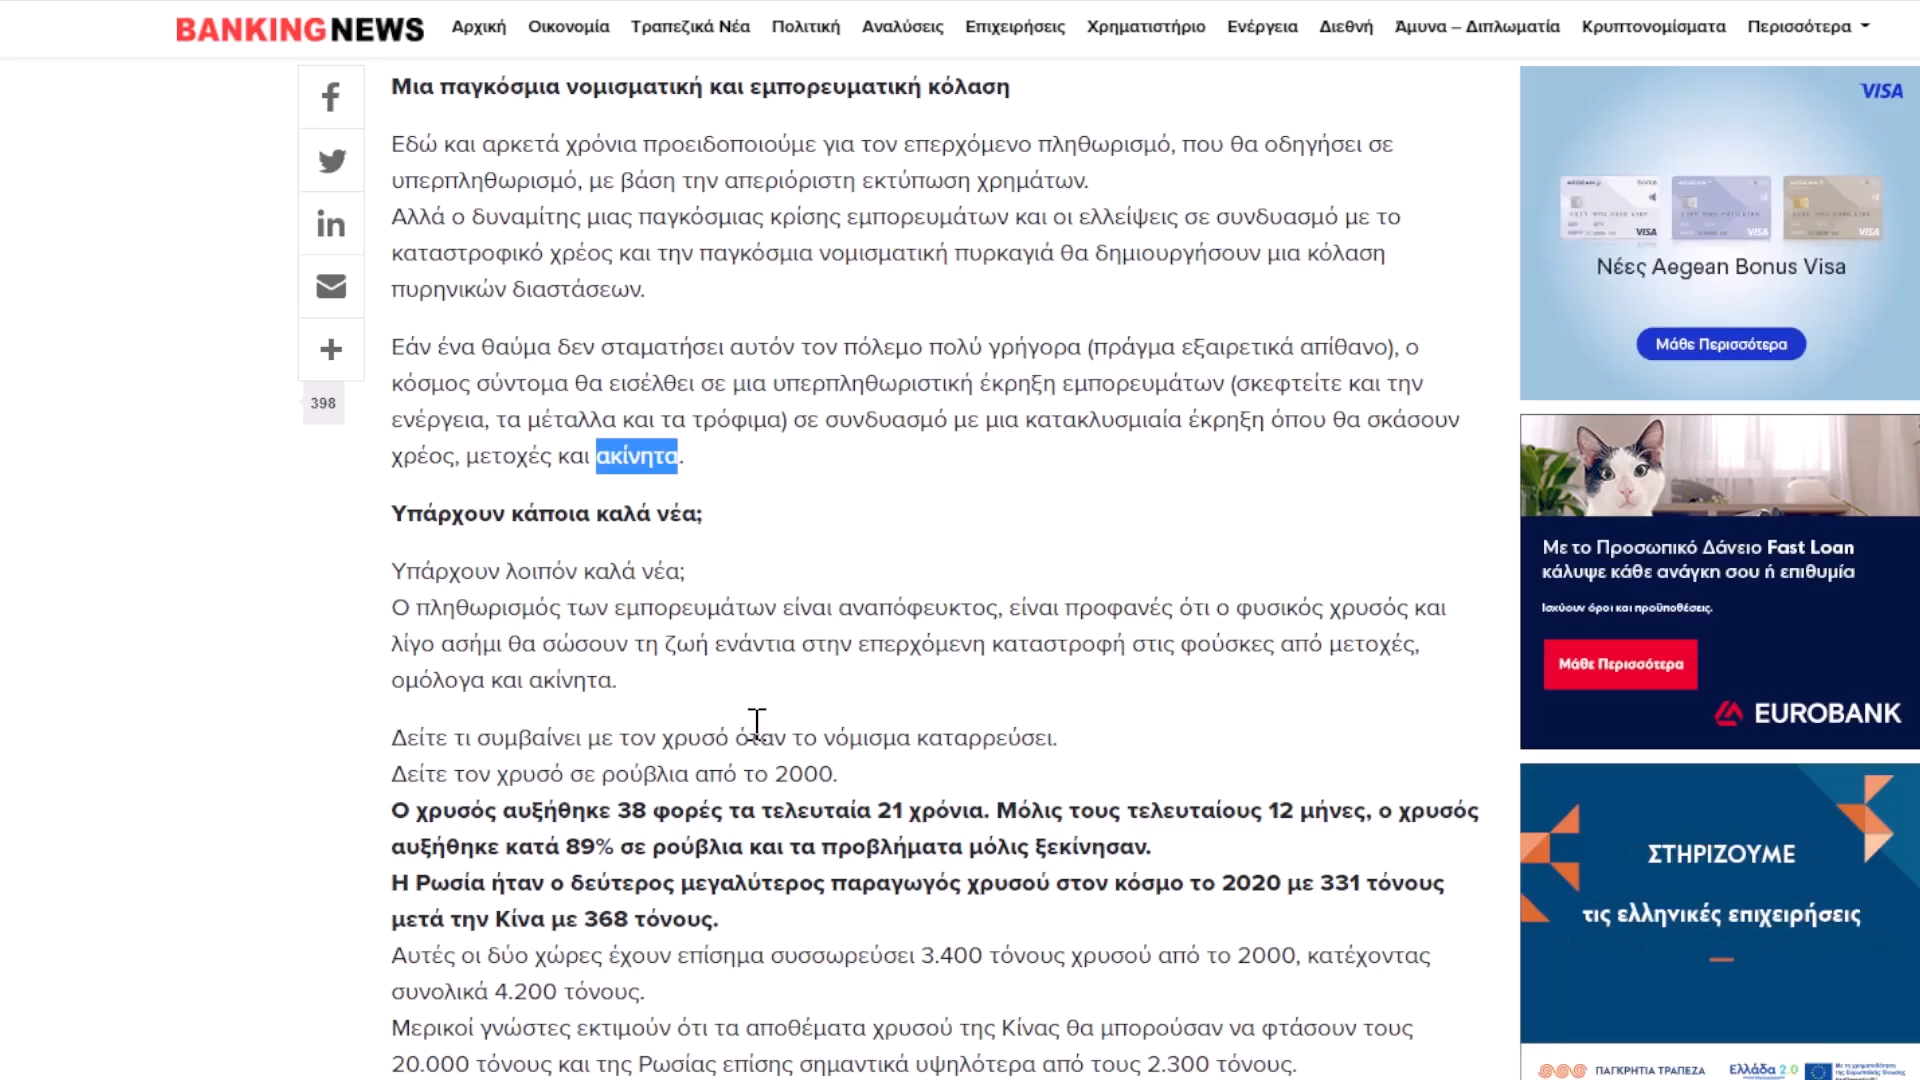 BANKINGNEWS Αρχική Οικονομία Τραπεζικά Νέα Πολιτική Αναλύσεις Επιχειρήσεις Χρηματιστήριο Ενέργεια Διεθνή Άμυνα – Διπλωματία Κρυπτονομίσματα Περισσότερα
Μια παγκόσμια νομισματική και εμπορευματική κόλαση
Εδώ και αρκετά χρόνια προειδοποιούμε για τον επερχόμενο πληθωρισμό, που θα οδηγήσει σε
υπερπληθωρισμό, με βάση την απεριόριστη εκτύπωση χρημάτων.
Αλλά ο δυναμίτης μιας παγκόσμιας κρίσης εμπορευμάτων και οι ελλείψεις σε συνδυασμό με το
καταστροφικό χρέος και την παγκόσμια νομισματική πυρκαγιά θα δημιουργήσουν μια κόλαση
πυρηνικών διαστάσεων.
Εάν ένα θαύμα δεν σταματήσει αυτόν τον πόλεμο πολύ γρήγορα (πράγμα εξαιρετικά απίθανο), ο
κόσμος σύντομα θα εισέλθει σε μια υπερπληθωριστική έκρηξη εμπορευμάτων (σκεφτείτε και την
ενέργεια, τα μέταλλα και τα τρόφιμα) σε συνδυασμό με μια κατακλυσμιαία έκρηξη όπου θα σκάσουν
χρέος, μετοχές και ακίνητα.
398
Υπάρχουν κάποια καλά νέα;
Υπάρχουν λοιπόν καλά νέα;
Ο πληθωρισμός των εμπορευμάτων είναι αναπόφευκτος, είναι προφανές ότι ο φυσικός χρυσός και
λίγο ασήμι θα σώσουν τη ζωή ενάντια στην επερχόμενη καταστροφή στις φούσκες από μετοχές,
ομόλογα και ακίνητα.
Δείτε τι συμβαίνει με τον χρυσό όταν το νόμισμα καταρρεύσει.
Δείτε τον χρυσό σε ρούβλια από το 2000.
Ο χρυσός αυξήθηκε 38 φορές τα τελευταία 21 χρόνια. Μόλις τους τελευταίους 12 μήνες, ο χρυσός
αυξήθηκε κατά 89% σε ρούβλια και τα προβλήματα μόλις ξεκίνησαν.
Η Ρωσία ήταν ο δεύτερος μεγαλύτερος παραγωγός χρυσού στον κόσμο το 2020 με 331 τόνους
μετά την Κίνα με 368 τόνους.
Αυτές οι δύο χώρες έχουν επίσημα συσσωρεύσει 3.400 τόνους χρυσού από το 2000, κατέχοντας
συνολικά 4.200 τόνους.
Μερικοί γνώστες εκτιμούν ότι τα αποθέματα χρυσού της Κίνας θα μπορούσαν να φτάσουν τους
20.000 τόνους και της Ρωσίας επίσης σημαντικά υψηλότερα από τους 2.300 τόνους.
VISA
AEGEAN AEGEAN AEGEAN
VISA VISA VISA
Νέες Aegean Bonus Visa
Μάθε Περισσότερα
Με το Προσωπικό Δάνειο Fast Loan
κάλυψε κάθε ανάγκη σου ή επιθυμία
Ισχύουν όροι και προϋποθέσεις.
Μάθε Περισσότερα
EUROBANK
ΣΤΗΡΙΖΟΥΜΕ
τις ελληνικές επιχειρήσεις
ΠΑΓΚΡΗΤΙΑ ΤΡΑΠΕΖΑ Ελλάδα 2.0